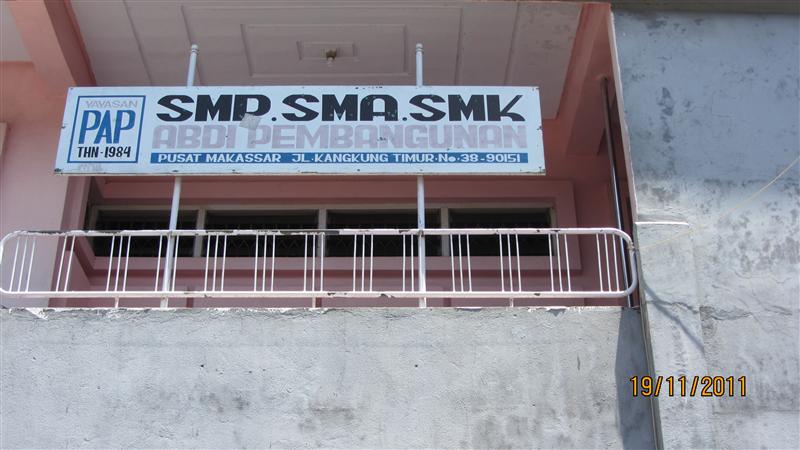 YAYASAN
PAP
THN-1984
SMP.SMA.SMK
ABDI PEMBANGUNAN
PUSAT MAKASSAR JL.KANGKUNG TIMUR.No.38-90151
19/11/2011